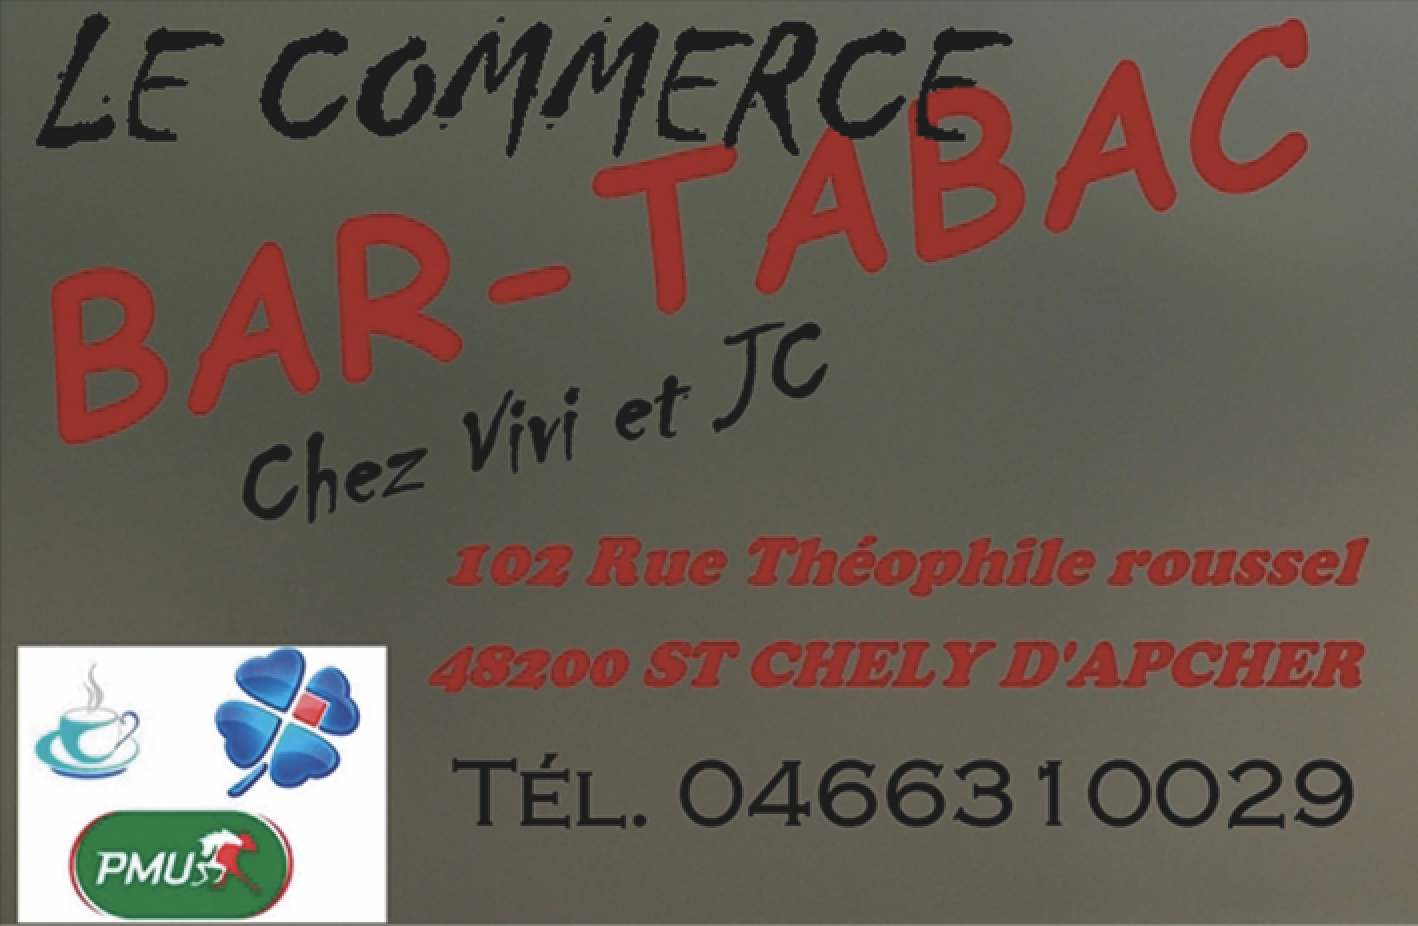 LE COMMERCE
BAR-TABAC
Chez Vivi et JC
102 Rue Théophile roussel
48200 ST CHELY D'APCHER
TÉL. 0466310029
PMU